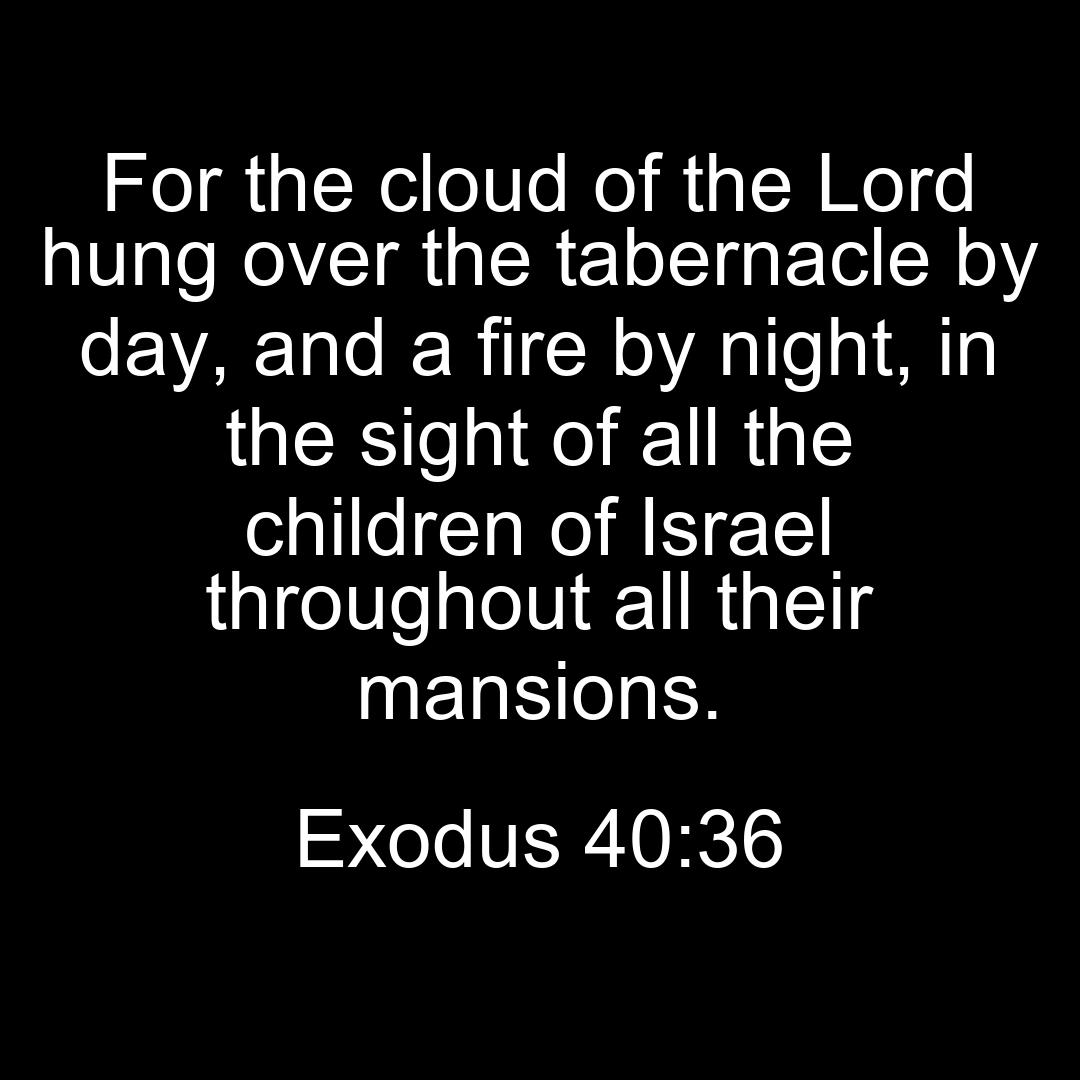 For the cloud of the Lord
hung over the tabernacle by
day, and a fire by night, in
the sight of all the
children of Israel
throughout all their
mansions.
Exodus 40:36